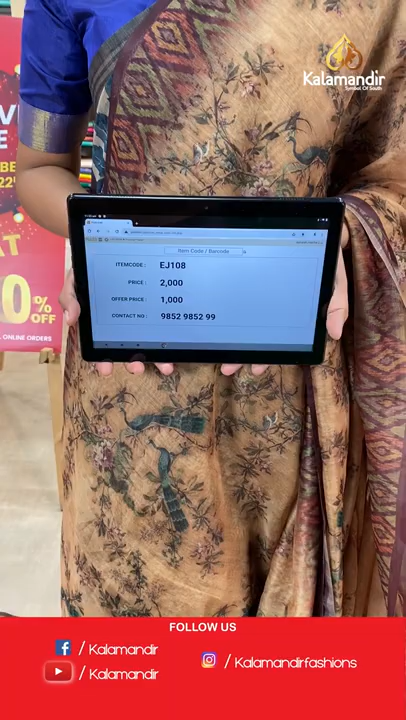 Kalamandir
Symbol Of South
Item Code / Barcode
ITEMCODE : EJ108
PRICE : 2,000
OFFER PRICE : 1,000
CONTACT NO : 9852 9852 99
0% OFF
ONLINE ORDERS
FOLLOW US
/ Kalamandir
/ Kalamandir
/ Kalamandirfashions